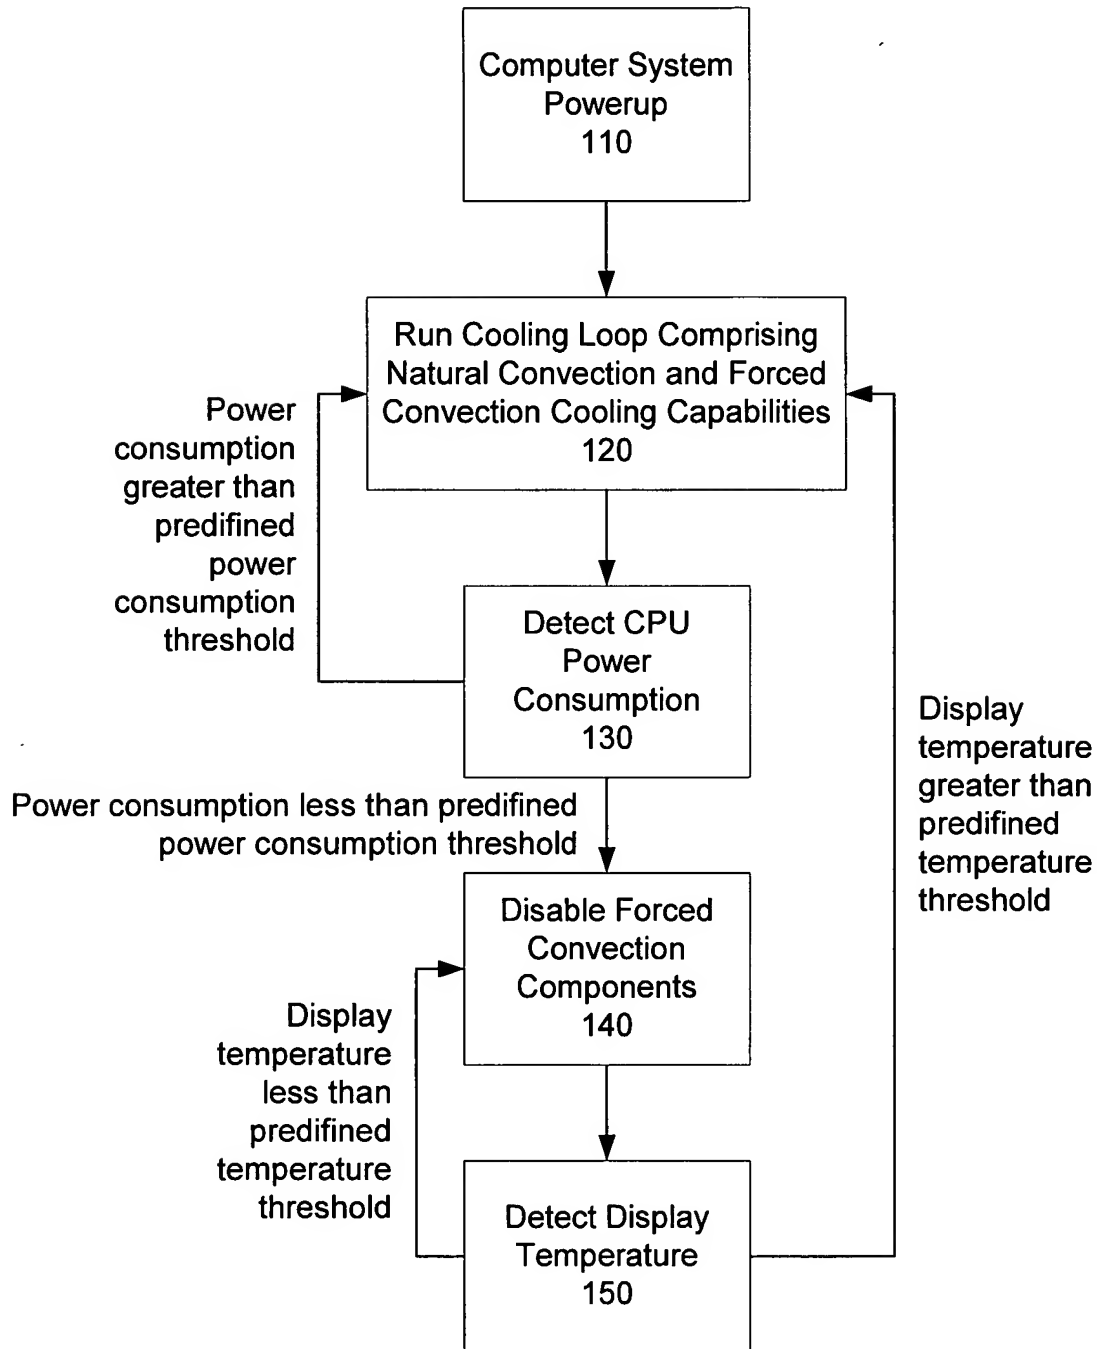 Computer System
Powerup
110
Run Cooling Loop Comprising
Natural Convection and Forced
Convection Cooling Capabilities
120
Power
consumption
greater than
predifined
power
consumption
threshold
Detect CPU
Power
Consumption
130
Display
temperature
greater than
predifined
temperature
threshold
Power consumption less than predifined
power consumption threshold
Disable Forced
Convection
Components
140
Display
temperature
less than
predifined
temperature
threshold
Detect Display
Temperature
150